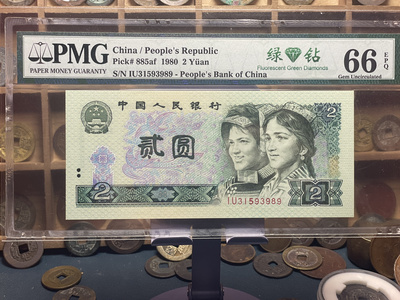 PMG
PAPER MONEY GUARANTY
China / People's Republic
Pick# 885af 1980 2 Yüan
S/N IU31593989 - People's Bank of China
绿 钻
Fluorescent Green Diamonds
66 EPQ
Gem Uncirculated
中国人民银行
2
贰圆
2
2
IU31593989